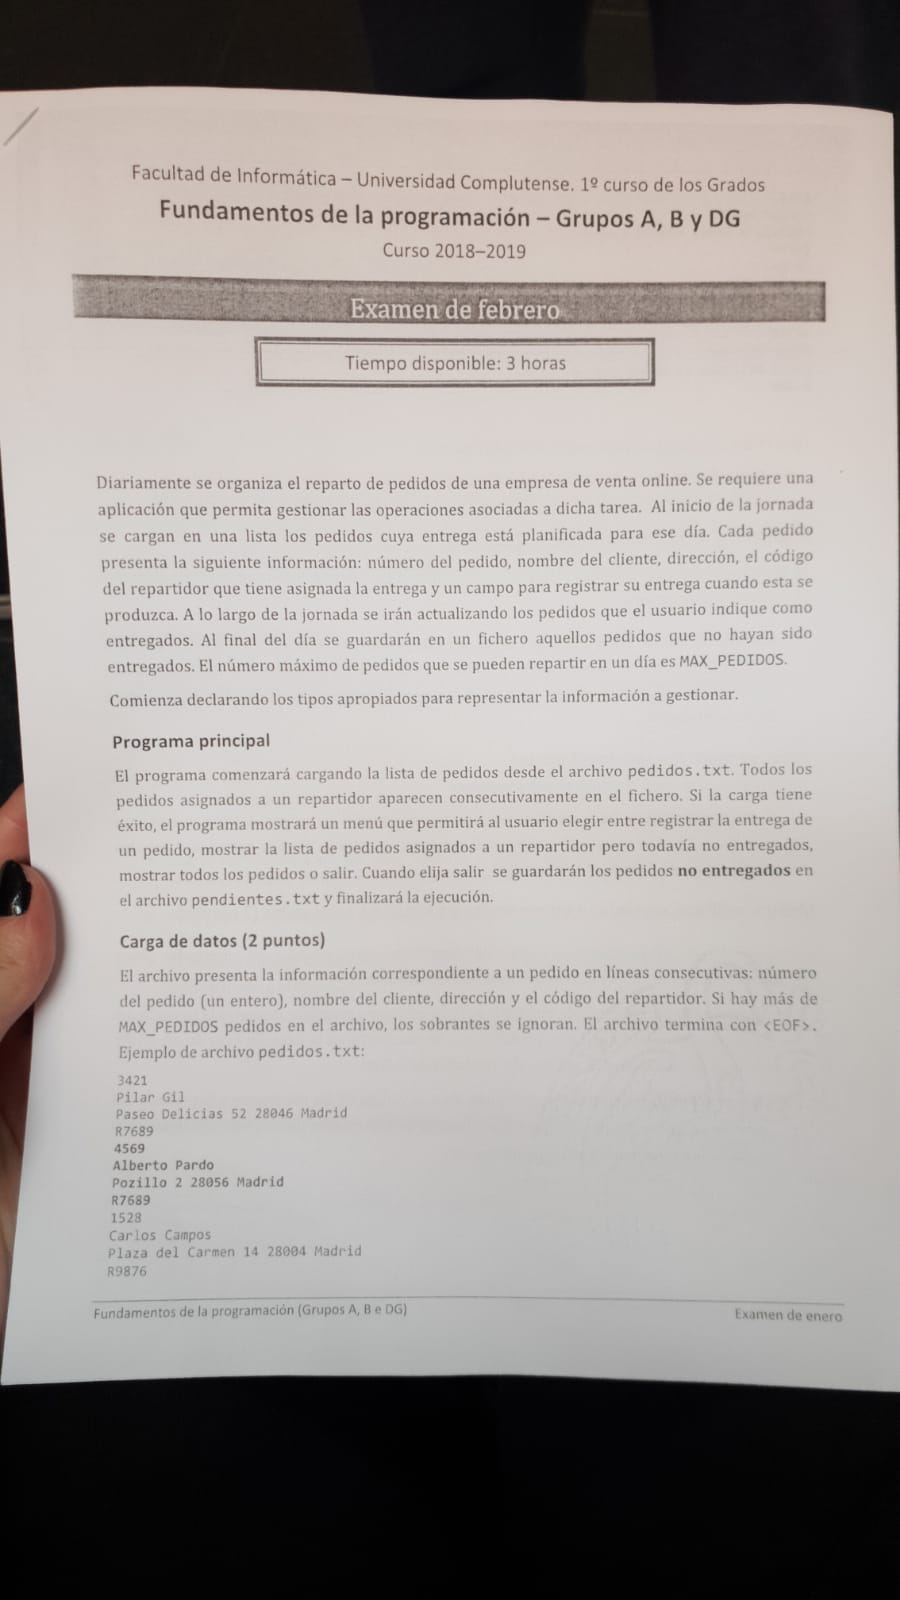 Facultad de Informática – Universidad Complutense. 1º curso de los Grados
Fundamentos de la programación – Grupos A, B y DG
Curso 2018–2019
Examen de febrero
Tiempo disponible: 3 horas
Diariamente se organiza el reparto de pedidos de una empresa de venta online. Se requiere una
aplicación que permita gestionar las operaciones asociadas a dicha tarea. Al inicio de la jornada
se cargan en una lista los pedidos cuya entrega está planificada para ese día. Cada pedido
presenta la siguiente información: número del pedido, nombre del cliente, dirección, el código
del repartidor que tiene asignada la entrega y un campo para registrar su entrega cuando esta se
produzca. A lo largo de la jornada se irán actualizando los pedidos que el usuario indique como
entregados. Al final del día se guardarán en un fichero aquellos pedidos que no hayan sido
entregados. El número máximo de pedidos que se pueden repartir en un día es MAX_PEDIDOS.
Comienza declarando los tipos apropiados para representar la información a gestionar.
Programa principal
El programa comenzará cargando la lista de pedidos desde el archivo pedidos.txt. Todos los
pedidos asignados a un repartidor aparecen consecutivamente en el fichero. Si la carga tiene
éxito, el programa mostrará un menú que permitirá al usuario elegir entre registrar la entrega de
un pedido, mostrar la lista de pedidos asignados a un repartidor pero todavía no entregados,
mostrar todos los pedidos o salir. Cuando elija salir se guardarán los pedidos no entregados en
el archivo pendientes.txt y finalizará la ejecución.
Carga de datos (2 puntos)
El archivo presenta la información correspondiente a un pedido en líneas consecutivas: número
del pedido (un entero), nombre del cliente, dirección y el código del repartidor. Si hay más de
MAX_PEDIDOS pedidos en el archivo, los sobrantes se ignoran. El archivo termina con <EOF>.
Ejemplo de archivo pedidos.txt:
3421
Pilar Gil
Paseo Delicias 52 28046 Madrid
R7689
4569
Alberto Pardo
Pozillo 2 28056 Madrid
R7689
1528
Carlos Campos
Plaza del Carmen 14 28004 Madrid
R9876
Fundamentos de la programación (Grupos A, B e DG)
Examen de enero